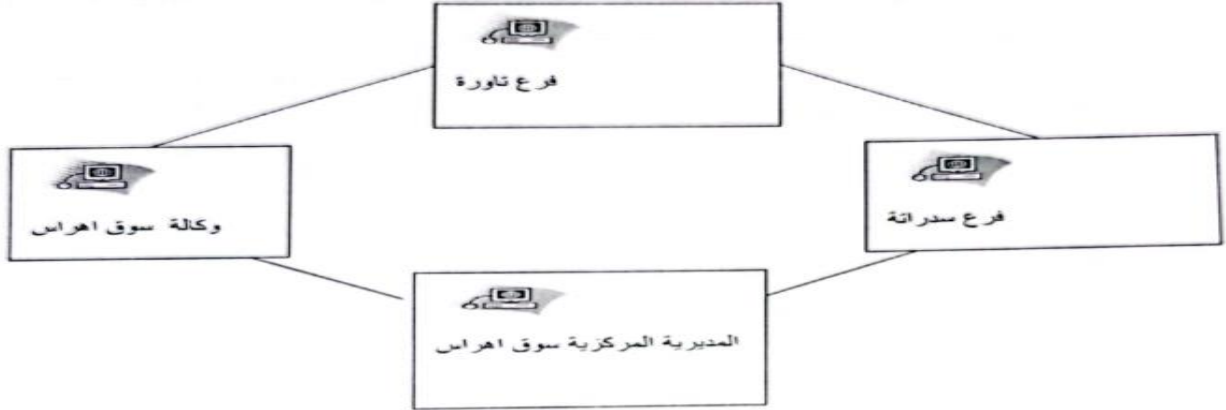 فرع تاورة
وكالة سوق اهراس
فرع سدراتة
المديرية المركزية سوق اهراس